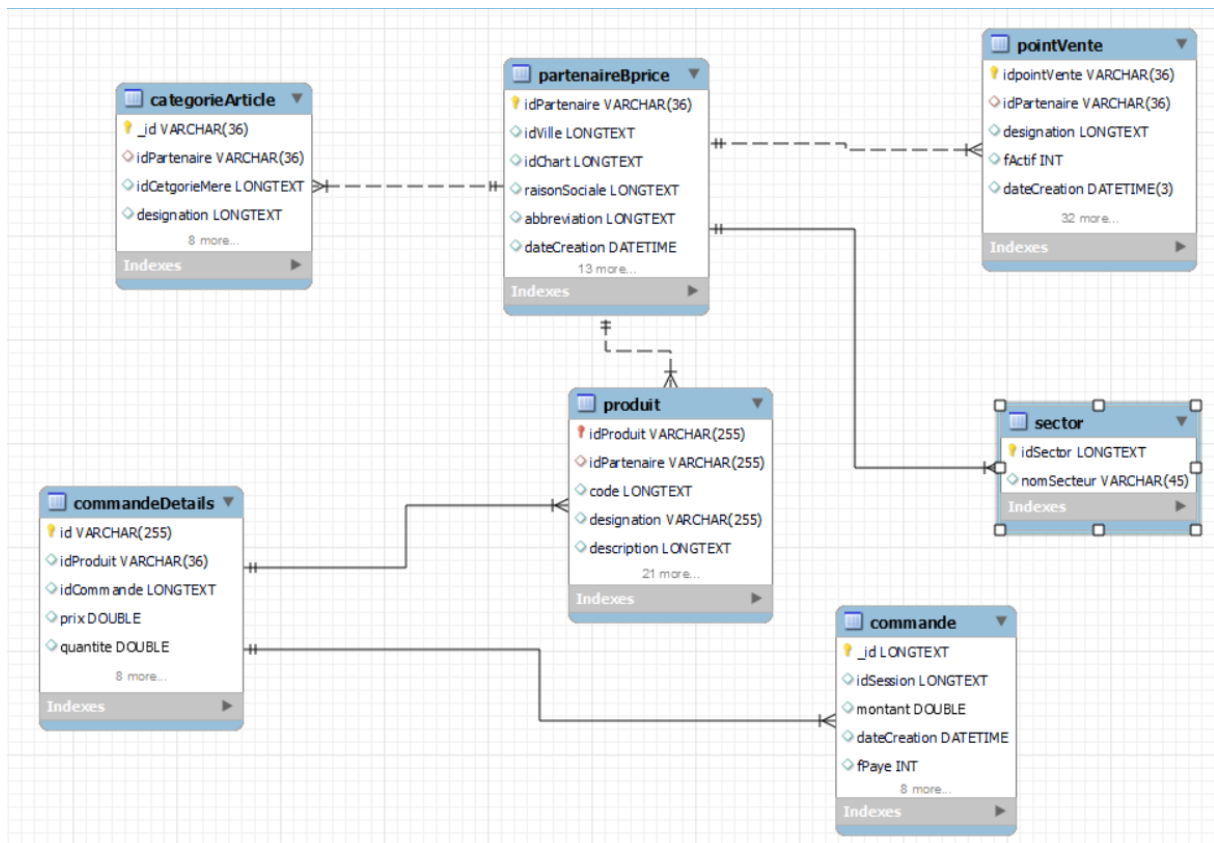 categorieArticle
_id VARCHAR(36)
idPartenaire VARCHAR(36)
idCetgorieMere LONGTEXT
designation LONGTEXT
8 more...
Indexes
partenaireBprice
idPartenaire VARCHAR(36)
idVille LONGTEXT
idChart LONGTEXT
raisonSociale LONGTEXT
abbreviation LONGTEXT
dateCreation DATETIME
13 more...
Indexes
pointVente
idpointVente VARCHAR(36)
idPartenaire VARCHAR(36)
designation LONGTEXT
fActif INT
dateCreation DATETIME(3)
32 more...
Indexes
produit
idProduit VARCHAR(255)
idPartenaire VARCHAR(255)
code LONGTEXT
designation VARCHAR(255)
description LONGTEXT
21 more...
Indexes
sector
idSector LONGTEXT
nomSecteur VARCHAR(45)
Indexes
commandeDetails
id VARCHAR(255)
idProduit VARCHAR(36)
idCommande LONGTEXT
prix DOUBLE
quantite DOUBLE
8 more...
Indexes
commande
_id LONGTEXT
idSession LONGTEXT
montant DOUBLE
dateCreation DATETIME
fPaye INT
8 more...
Indexes